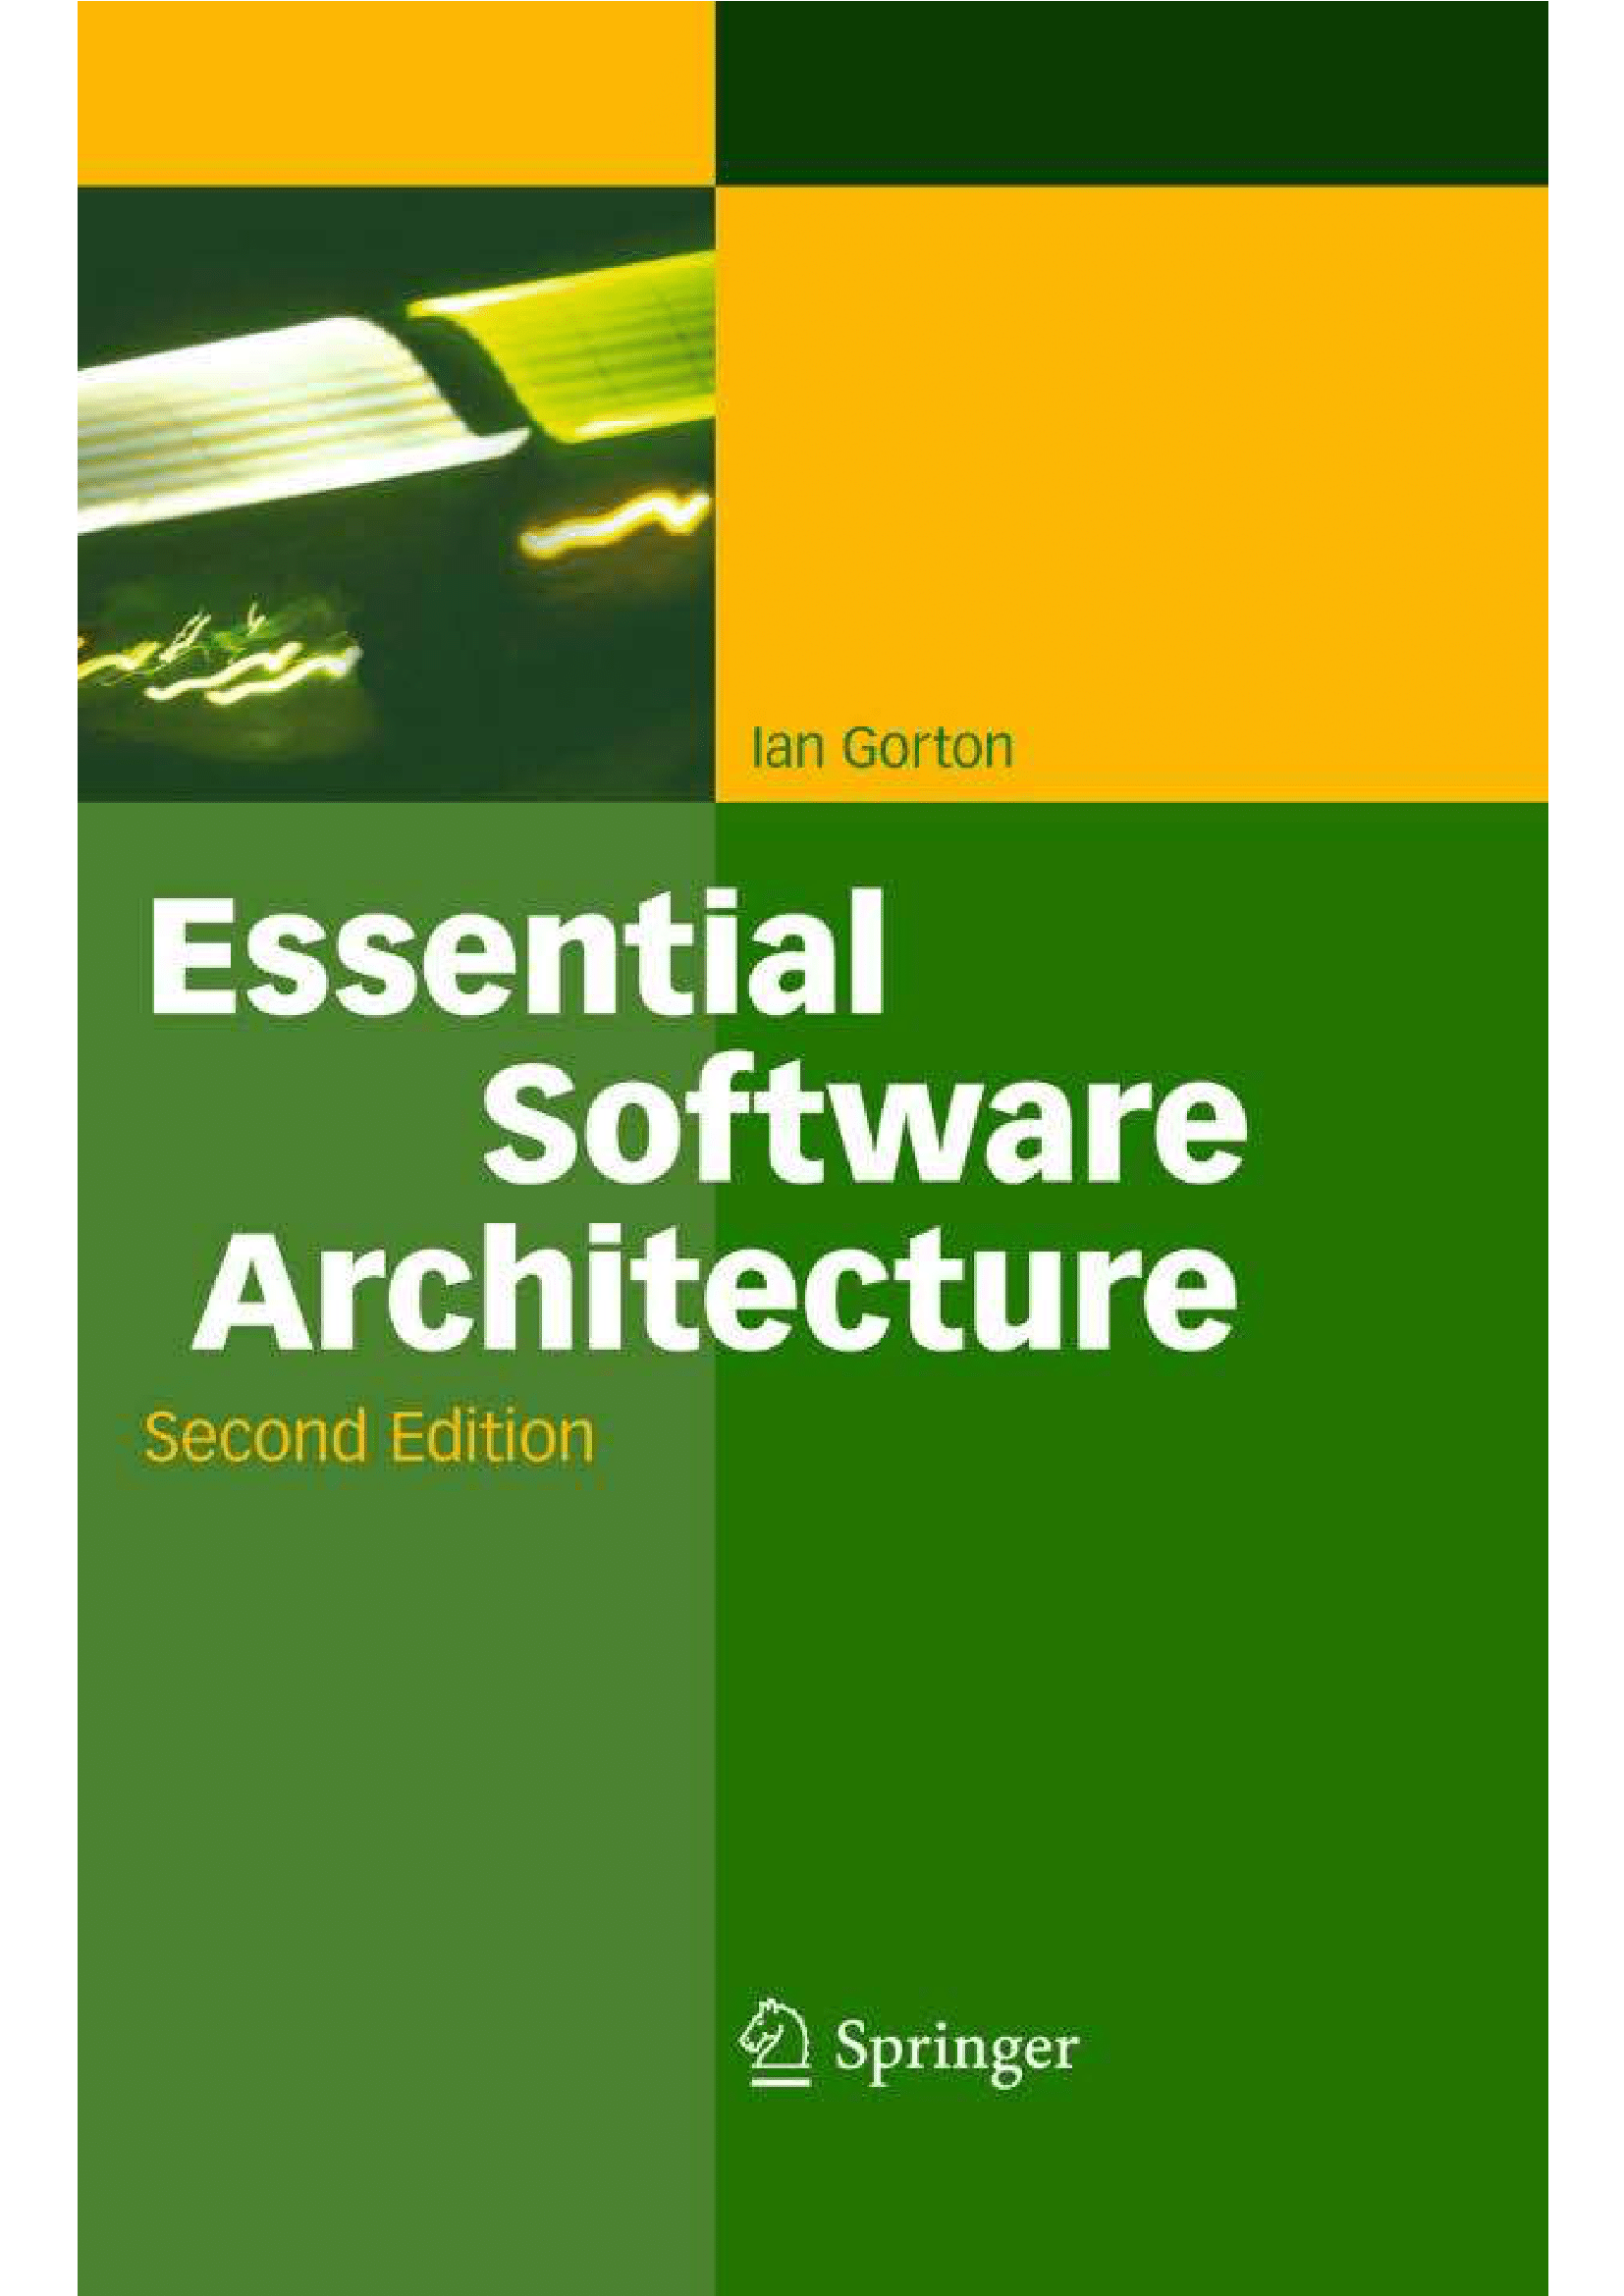 Ian Gorton
Essential
Software
Architecture
Second Edition
Springer